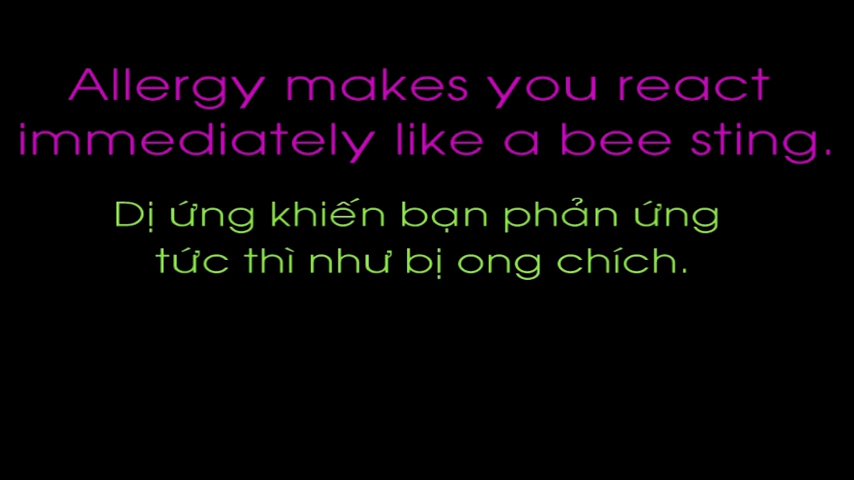 Allergy makes you react
immediately like a bee sting.
Dị ứng khiến bạn phản ứng
tức thì như bị ong chích.